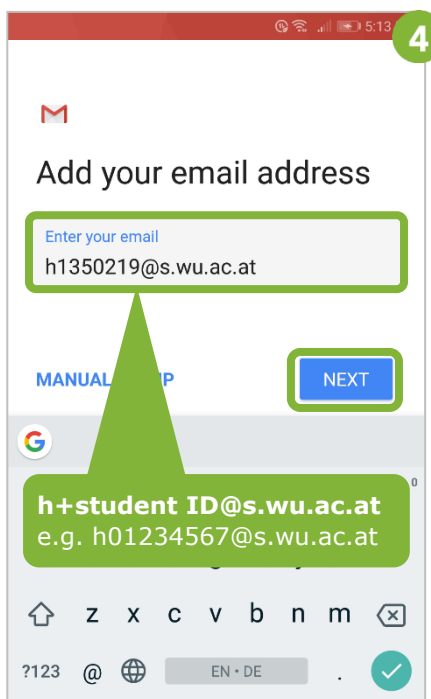 5:13
4
Add your email address
Enter your email
h1350219@s.wu.ac.at
MANUAL P
NEXT
G
h+student ID@s.wu.ac.at
e.g. h01234567@s.wu.ac.at
0
z x c v b n m
?123 @ EN • DE .